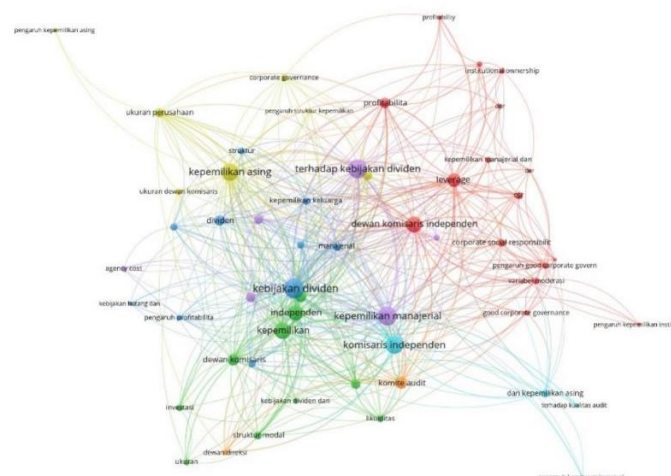 profitability
pengaruh kepemilikan asing
institutional ownership
corporate governance
profitabilita
ukuran perusahaan
pengaruh struktur kepemilikan
der
struktur
kepemilikan manajerial dan
terhadap kebijakan dividen
kepemilikan asing
leverage
ukuran dewan komisaris
kepemilikan keluarga
csr
dividen
dewan komisaris independen
manajerial
corporate social responsibilit
agency cost
pengaruh good corporate govern
variabel moderasi
kebijakan dividen
kebijakan hutang dan
independen
good corporate governance
pengaruh profitabilita
kepemilikan manajerial
pengaruh kepemilikan insti
kepemilikan
komisaris independen
dewan komisaris
komite audit
dan kepemilikan asing
kebijakan dividen dan
terhadap kualitas audit
investasi
likuiditas
struktur modal
dewan direksi
ukuran